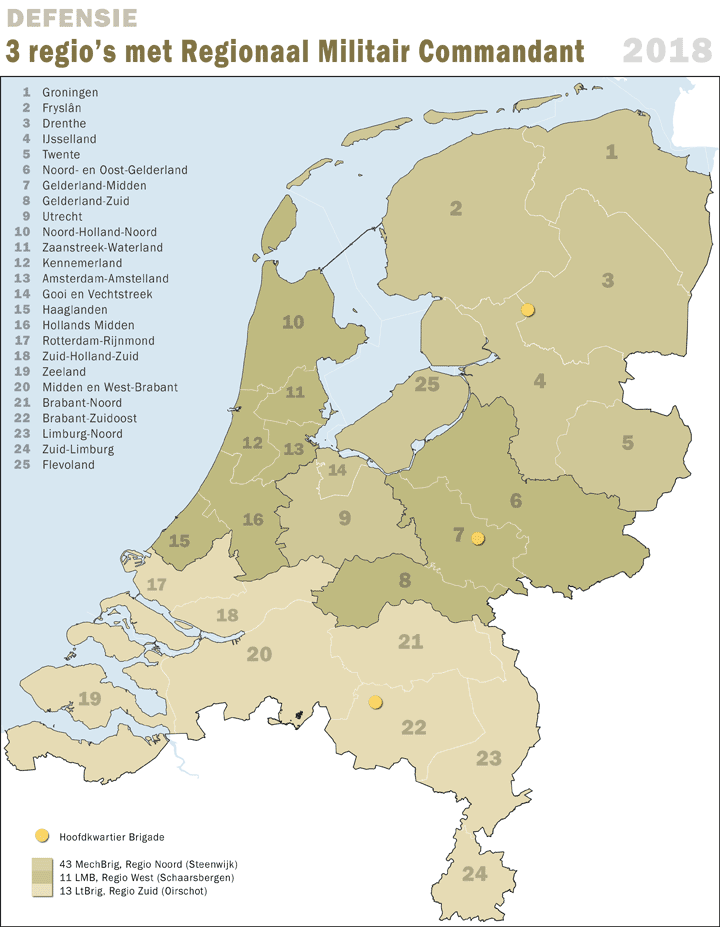 DEFENSIE
3 regio's met Regionaal Militair Commandant 2018
1 Groningen
2 Fryslân
3 Drenthe
4 IJsselland
5 Twente
6 Noord- en Oost-Gelderland
7 Gelderland-Midden
8 Gelderland-Zuid
9 Utrecht
10 Noord-Holland-Noord
11 Zaanstreek-Waterland
12 Kennemerland
13 Amsterdam-Amstelland
14 Gooi en Vechtstreek
15 Haaglanden
16 Hollands Midden
17 Rotterdam-Rijnmond
18 Zuid-Holland-Zuid
19 Zeeland
20 Midden en West-Brabant
21 Brabant-Noord
22 Brabant-Zuidoost
23 Limburg-Noord
24 Zuid-Limburg
25 Flevoland
1
2
3
10
25
4
11
12
13
5
14
6
9
16
7
15
8
17
18
21
20
19
22
23
24
Hoofdkwartier Brigade
43 MechBrig, Regio Noord (Steenwijk)
11 LMB, Regio West (Schaarsbergen)
13 LtBrig, Regio Zuid (Oirschot)